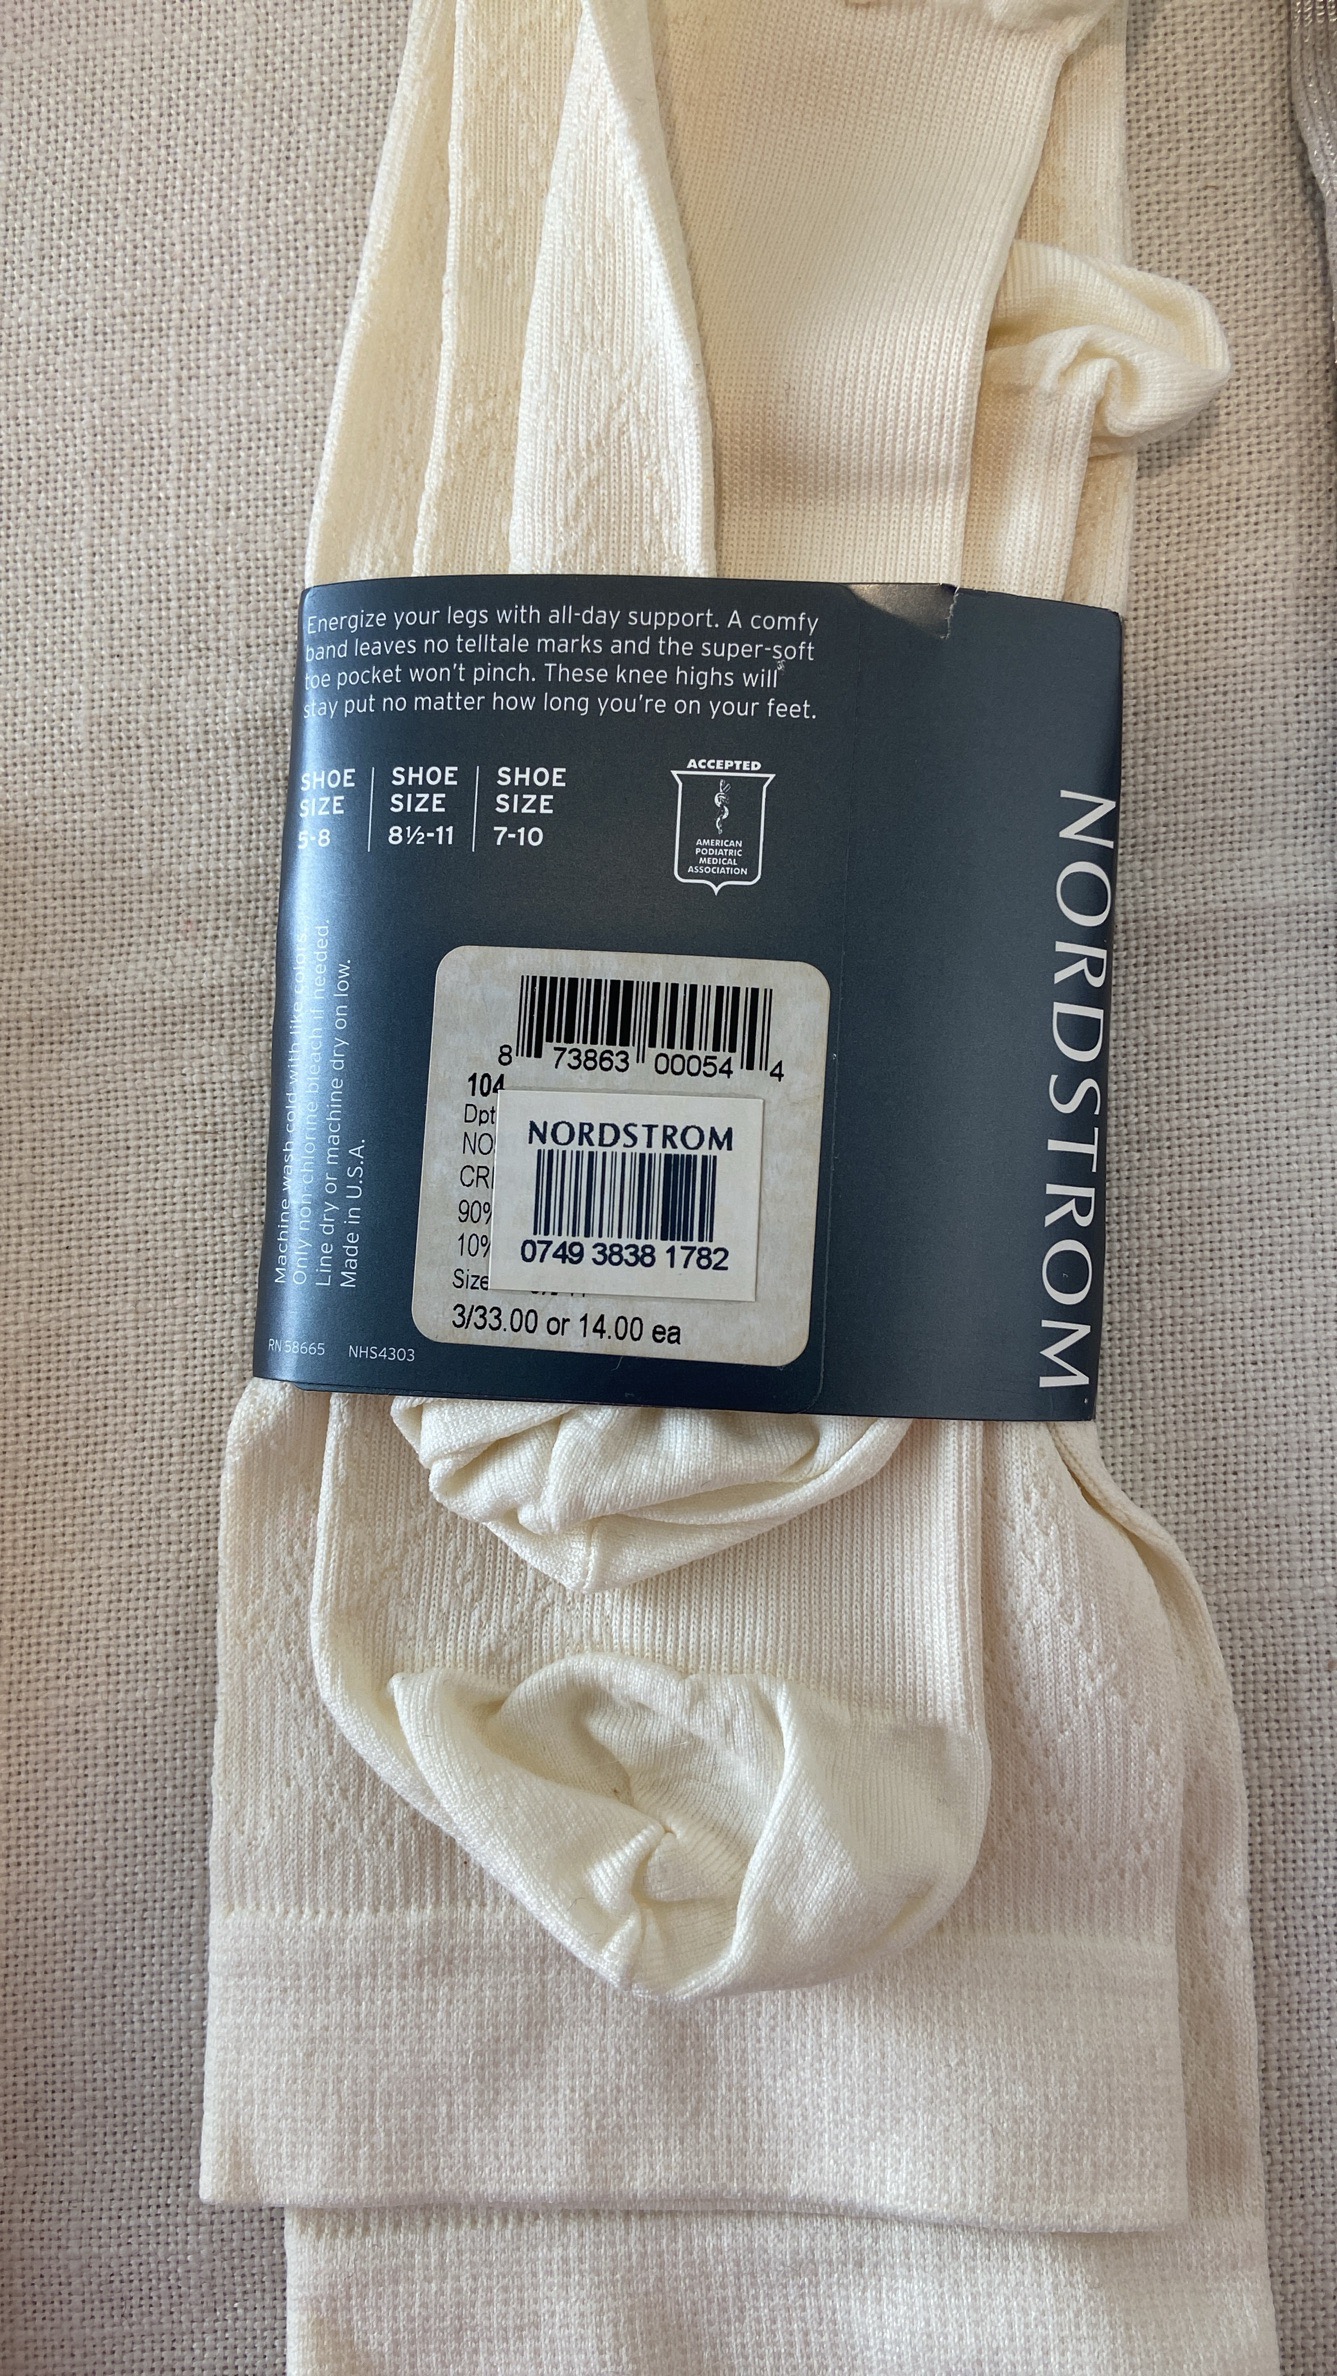 Energize your legs with all-day support. A comfy
band leaves no telltale marks and the super-soft
toe pocket won't pinch. These knee highs will
stay put no matter how long you're on your feet.
SHOE SIZE 5-8
SHOE SIZE 8½-11
SHOE SIZE 7-10
ACCEPTED
AMERICAN
PODIATRIC
MEDICAL
ASSOCIATION
Machine wash cold with like colors.
Only non-chlorine bleach if needed.
Line dry or machine dry on low.
Made in U.S.A.
RN 58665 NHS4303
8 73863 00054 4
104
Dpt
NO
CR
90%
10%
Size
NORDSTROM
0749 3838 1782
3/33.00 or 14.00 ea
NORDSTROM